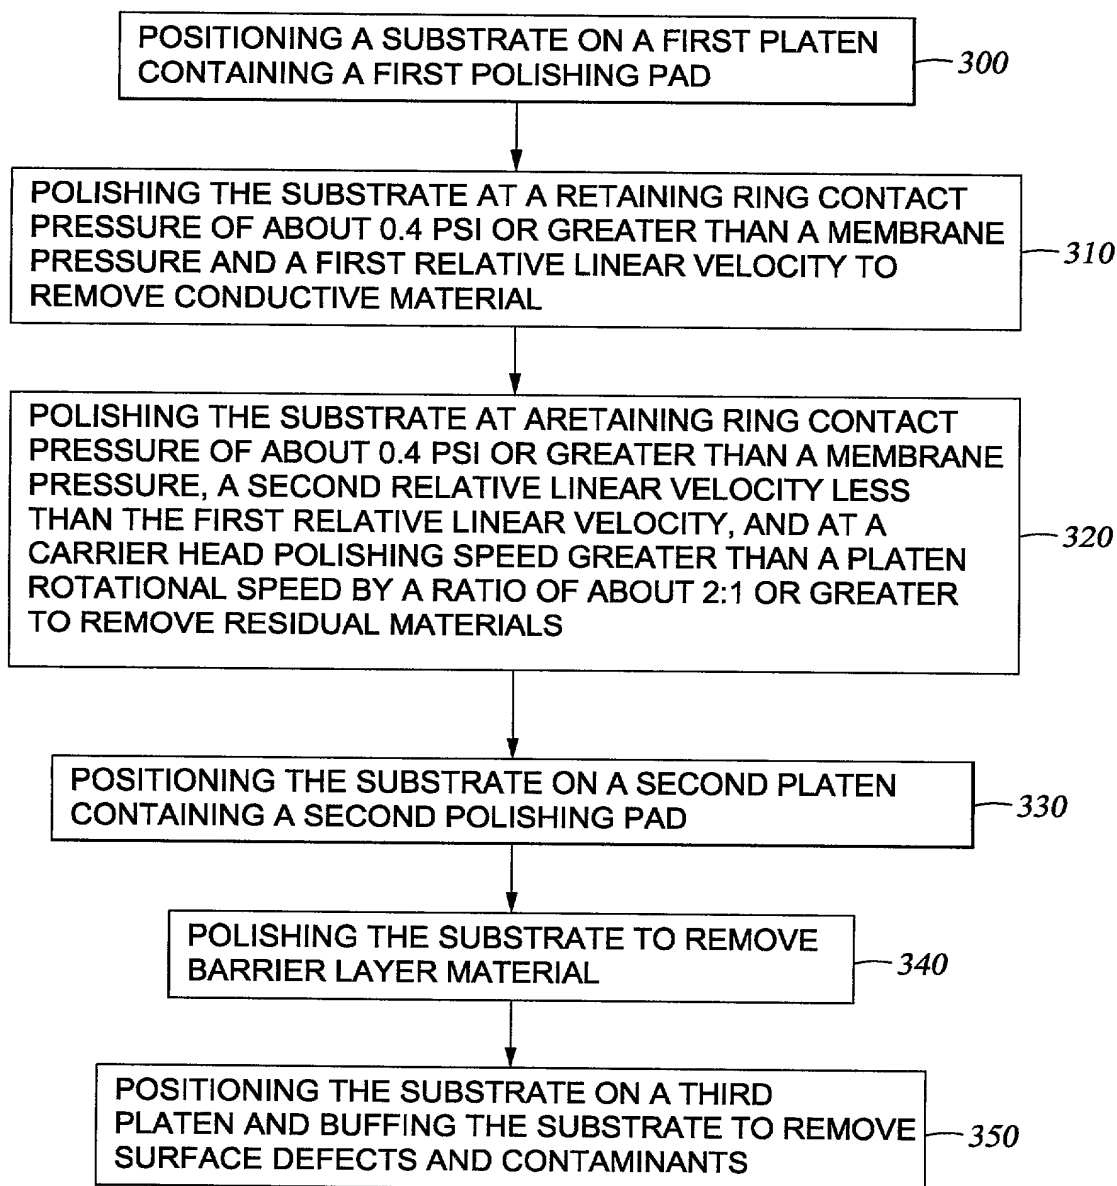 POSITIONING A SUBSTRATE ON A FIRST PLATEN
CONTAINING A FIRST POLISHING PAD
300
POLISHING THE SUBSTRATE AT A RETAINING RING CONTACT
PRESSURE OF ABOUT 0.4 PSI OR GREATER THAN A MEMBRANE
PRESSURE AND A FIRST RELATIVE LINEAR VELOCITY TO
REMOVE CONDUCTIVE MATERIAL
310
POLISHING THE SUBSTRATE AT ARETAINING RING CONTACT
PRESSURE OF ABOUT 0.4 PSI OR GREATER THAN A MEMBRANE
PRESSURE, A SECOND RELATIVE LINEAR VELOCITY LESS
THAN THE FIRST RELATIVE LINEAR VELOCITY, AND AT A
CARRIER HEAD POLISHING SPEED GREATER THAN A PLATEN
ROTATIONAL SPEED BY A RATIO OF ABOUT 2:1 OR GREATER
TO REMOVE RESIDUAL MATERIALS
320
POSITIONING THE SUBSTRATE ON A SECOND PLATEN
CONTAINING A SECOND POLISHING PAD
330
POLISHING THE SUBSTRATE TO REMOVE
BARRIER LAYER MATERIAL
340
POSITIONING THE SUBSTRATE ON A THIRD
PLATEN AND BUFFING THE SUBSTRATE TO REMOVE
SURFACE DEFECTS AND CONTAMINANTS
350